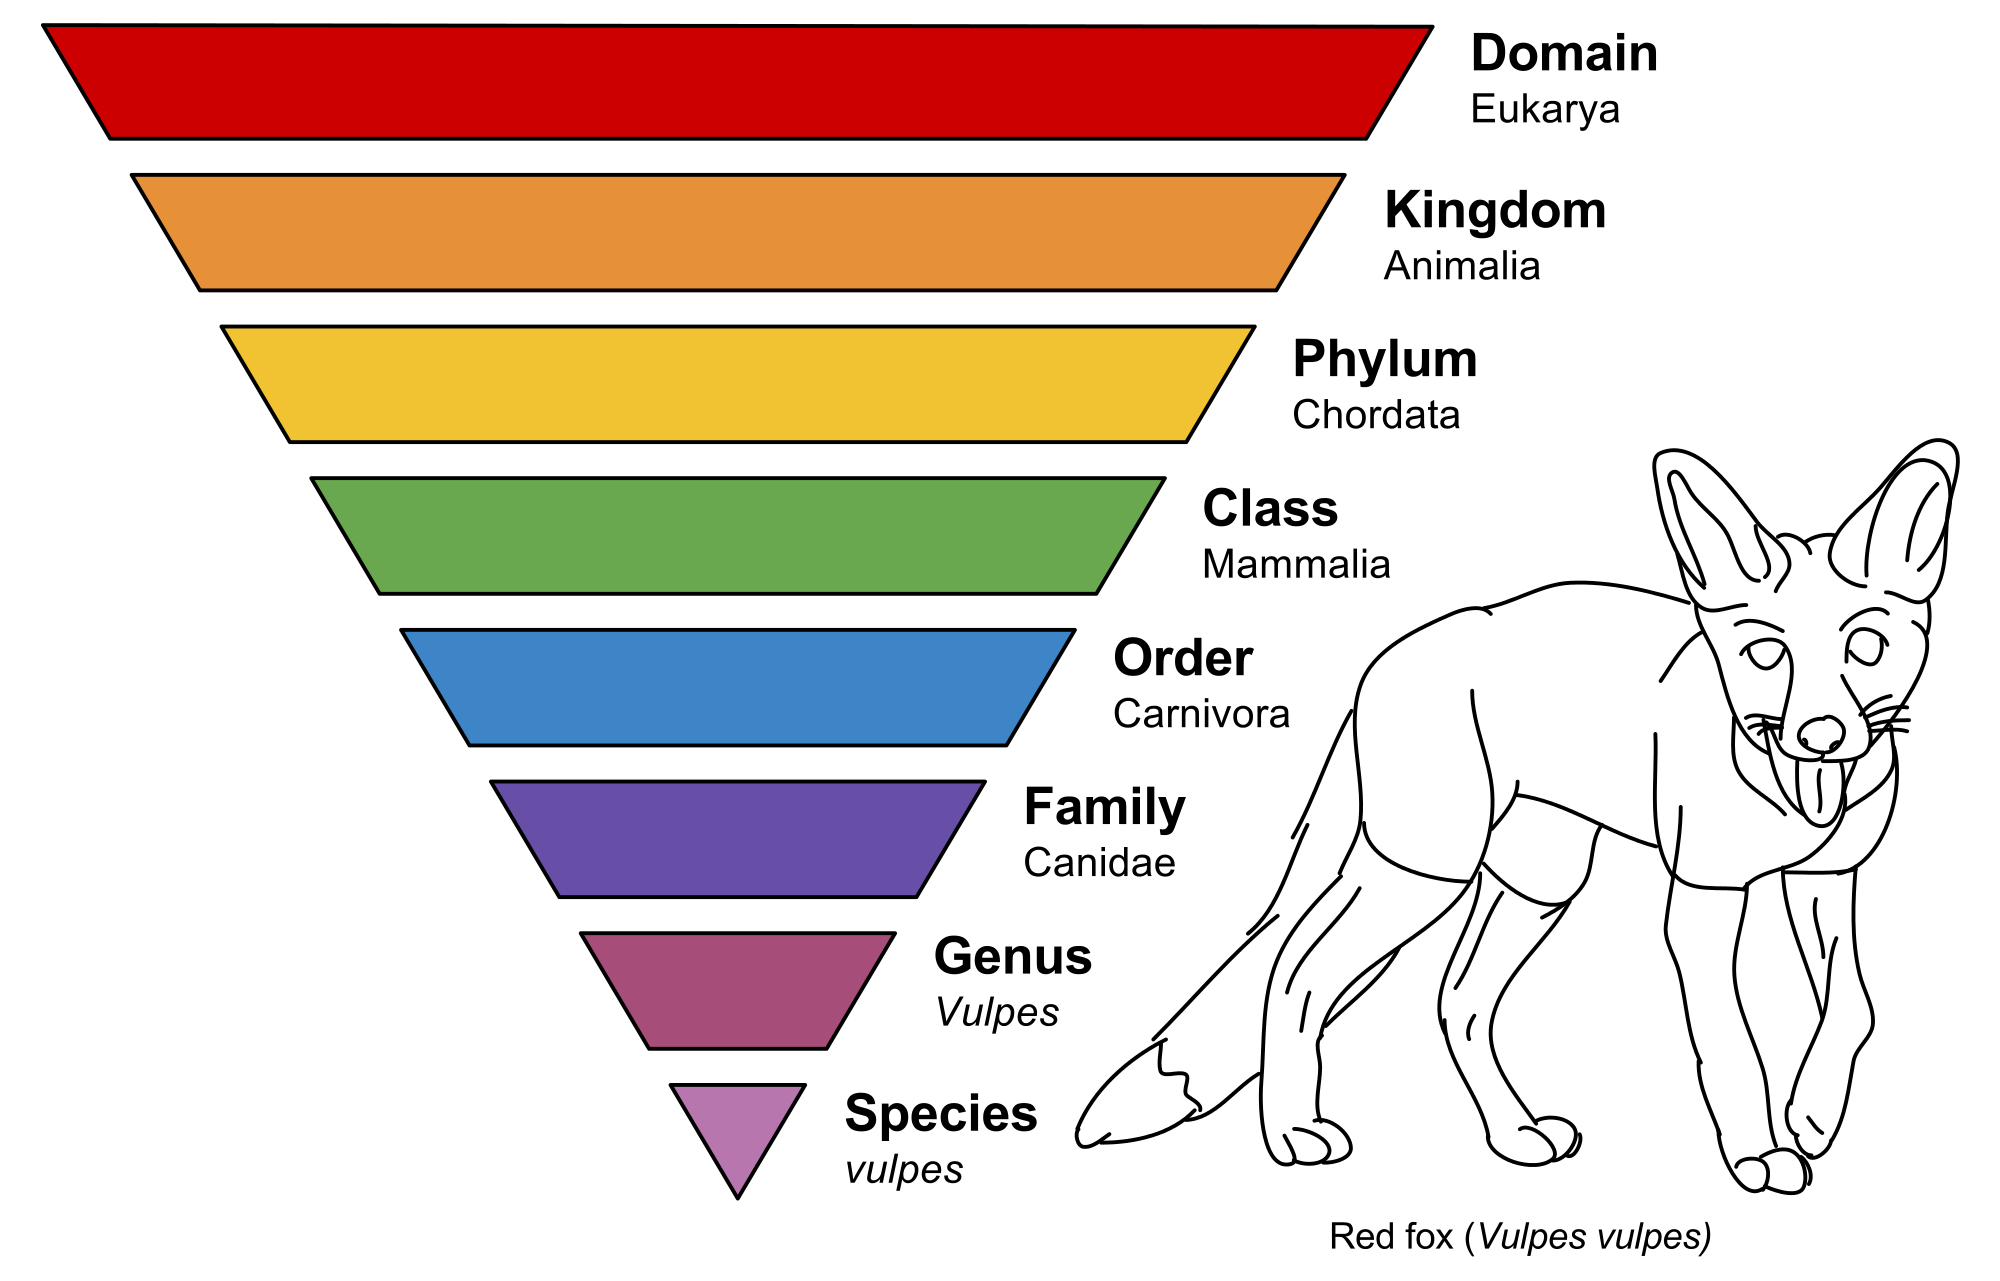 Domain
Eukarya
Kingdom
Animalia
Phylum
Chordata
Class
Mammalia
Order
Carnivora
Family
Canidae
Genus
Vulpes
Species
vulpes
Red fox (Vulpes vulpes)